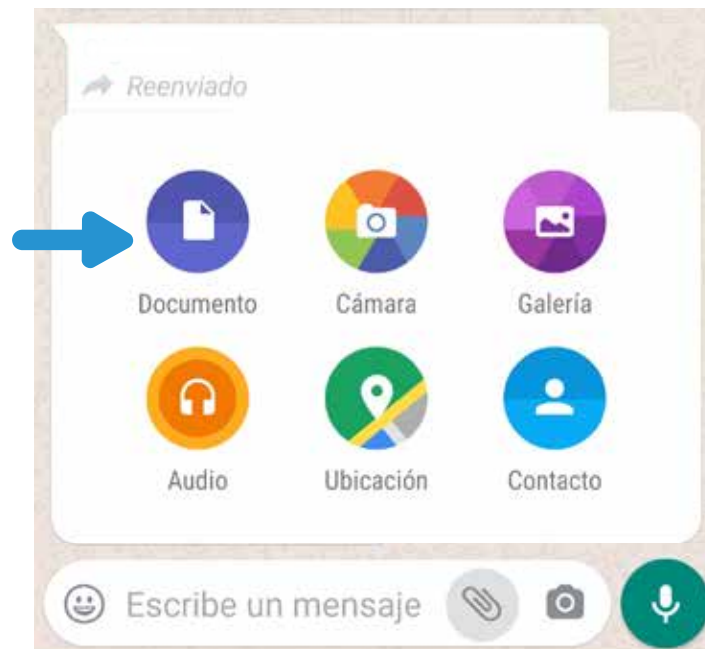 Reenviado
Documento Cámara Galería
Audio Ubicación Contacto
Escribe un mensaje